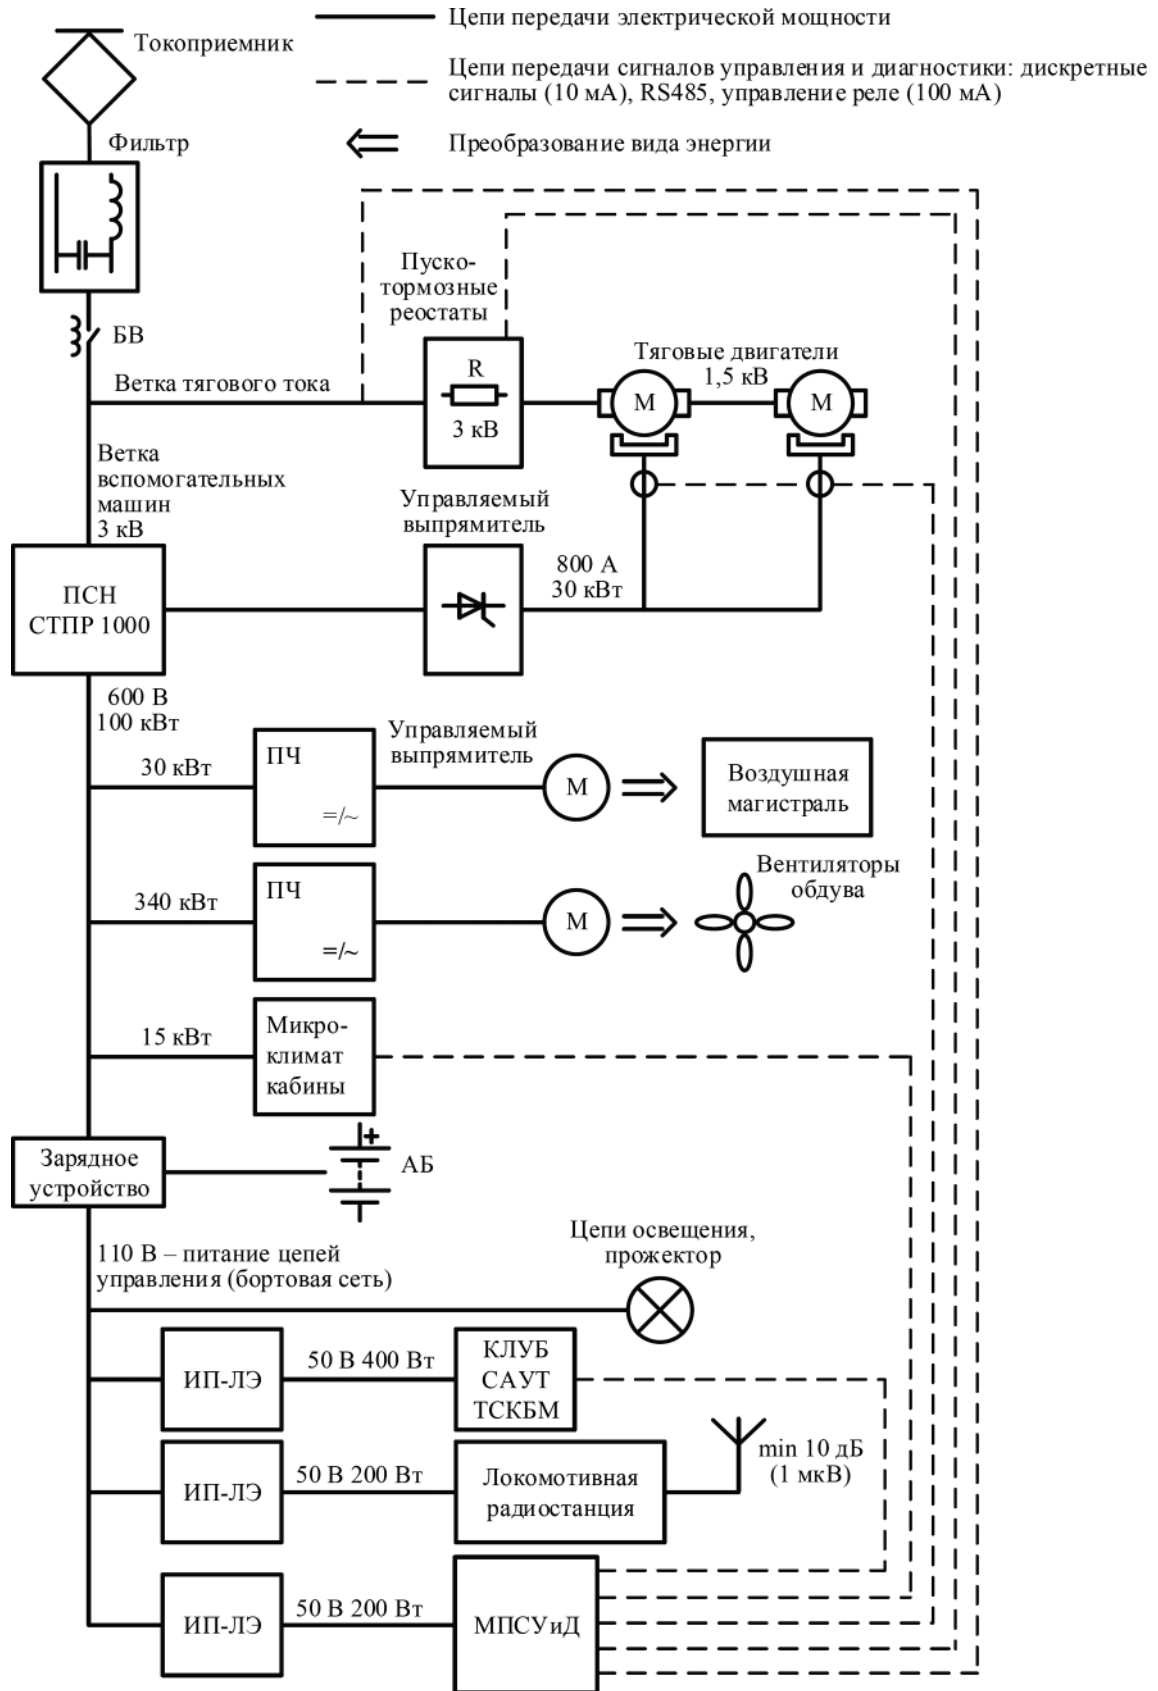 Токоприемник
Цепи передачи электрической мощности
Цепи передачи сигналов управления и диагностики: дискретные
сигналы (10 мА), RS485, управление реле (100 мА)
Преобразование вида энергии
Фильтр
БВ
Ветка тягового тока
Пуско-
тормозные
реостаты
R
3 кВ
Тяговые двигатели
1,5 кВ
М
М
Ветка
вспомогательных
машин
3 кВ
Управляемый
выпрямитель
800 А
30 кВт
ПСН
СТПР 1000
600 В
100 кВт
30 кВт
ПЧ
=/~
Управляемый
выпрямитель
М
Воздушная
магистраль
340 кВт
ПЧ
=/~
М
Вентиляторы
обдува
15 кВт
Микро-
климат
кабины
Зарядное
устройство
+
АБ
110 В – питание цепей
управления (бортовая сеть)
Цепи освещения,
прожектор
ИП-ЛЭ
50 В 400 Вт
КЛУБ
САУТ
ТСКБМ
ИП-ЛЭ
50 В 200 Вт
Локомотивная
радиостанция
min 10 дБ
(1 мкВ)
ИП-ЛЭ
50 В 200 Вт
МПСУиД